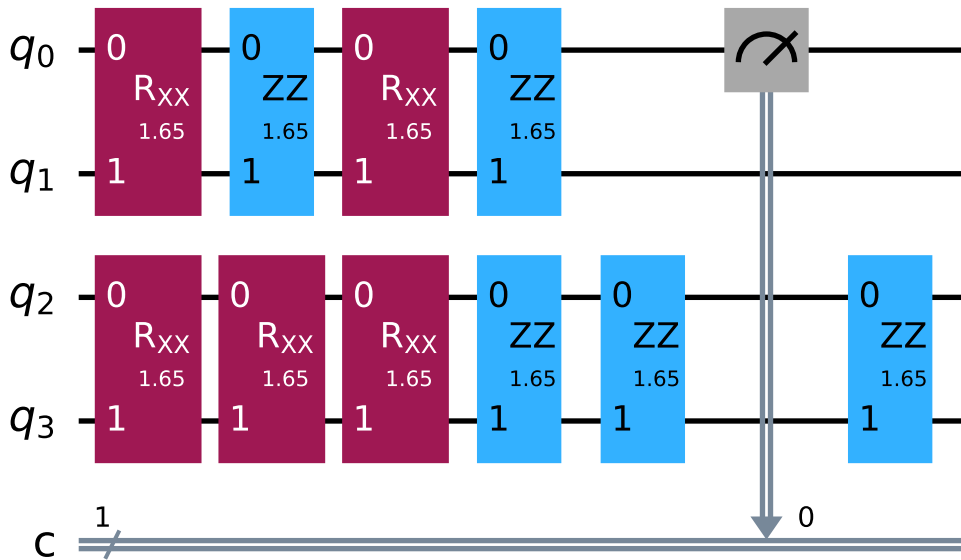 q0 0 0 0 0
RXX ZZ RXX ZZ
1.65 1.65 1.65 1.65
q1 1 1 1 1
q2 0 0 0 0 0 0
RXX RXX RXX ZZ ZZ ZZ
1.65 1.65 1.65 1.65 1.65 1.65
q3 1 1 1 1 1 1
1 0
c